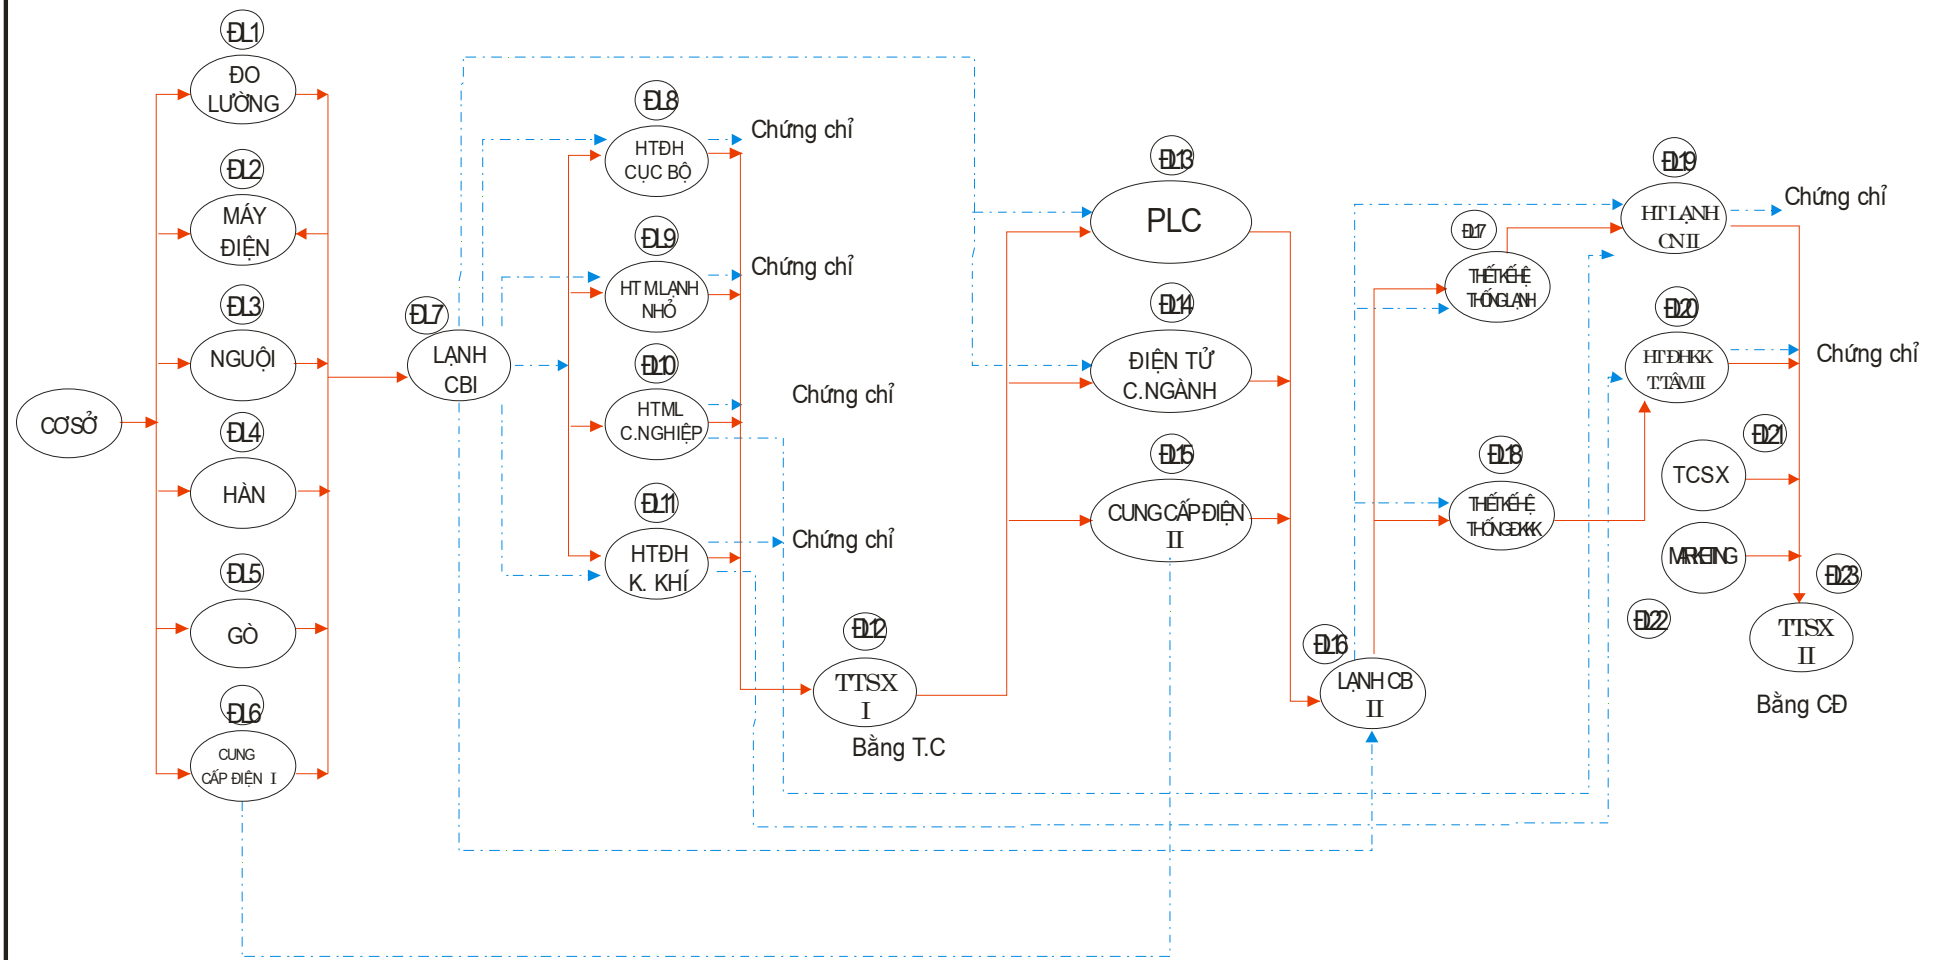 CƠ SỞ
ĐL1
ĐO
LƯỜNG
ĐL2
MÁY
ĐIỆN
ĐL3
NGUỘI
ĐL4
HÀN
ĐL5
GÒ
ĐL6
CUNG
CẤP ĐIỆN I
ĐL7
LẠNH
CBI
ĐL8
HTĐH
CỤC BỘ
Chứng chỉ
ĐL9
HT MLẠNH
NHỎ
Chứng chỉ
ĐL10
HTML
C.NGHIỆP
Chứng chỉ
ĐL11
HTĐH
K. KHÍ
Chứng chỉ
ĐL12
TTSX
I
Bằng T.C
ĐL13
PLC
ĐL14
ĐIỆN TỬ
C.NGÀNH
ĐL15
CUNG CẤP ĐIỆN
II
ĐL16
LẠNH CB
II
ĐL17
THIẾT KẾ HỆ
THỐNG LẠNH
ĐL18
THIẾT KẾ HỆ
THỐNG ĐKKK
ĐL19
HT LẠNH
CN II
Chứng chỉ
ĐL20
HT ĐHKK
T.TÂM II
Chứng chỉ
ĐL21
TCSX
MARKETING
ĐL22
ĐL23
TTSX
II
Bằng CĐ